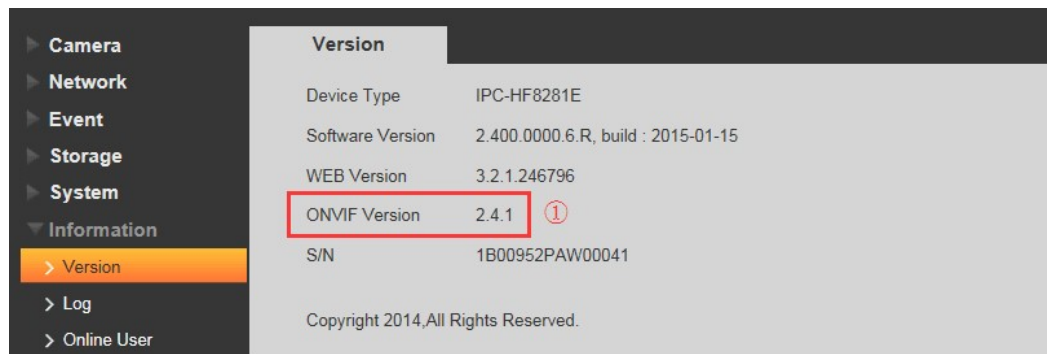 Camera
Network
Event
Storage
System
Information
Version
Log
Online User
Version
Device Type IPC-HF8281E
Software Version 2.400.0000.6.R, build : 2015-01-15
WEB Version 3.2.1.246796
ONVIF Version 2.4.1 ①
S/N 1B00952PAW00041
Copyright 2014,All Rights Reserved.